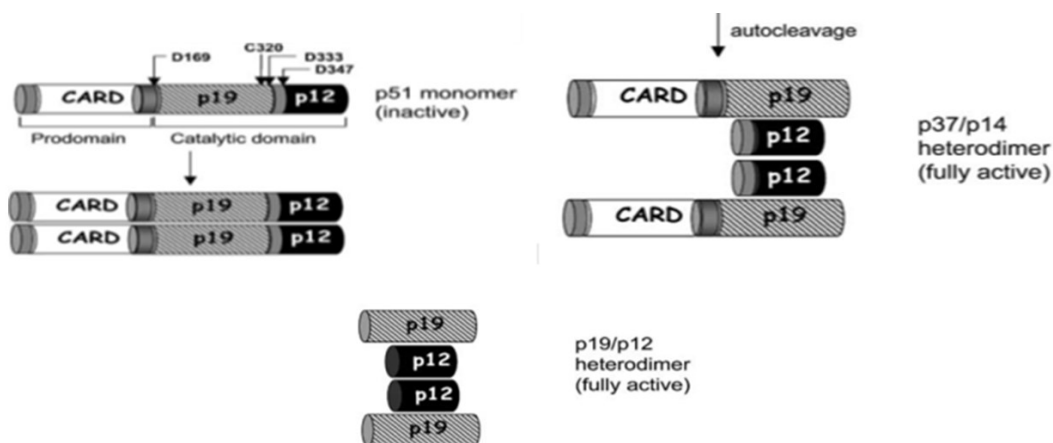 C320
D169
D333
D347
CARD p19 p12
p51 monomer
(inactive)
Prodomain Catalytic domain
CARD p19 p12
CARD p19 p12
autocleavage
CARD p19
p12
p12
CARD p19
p37/p14
heterodimer
(fully active)
p19
p12
p12
p19
p19/p12
heterodimer
(fully active)